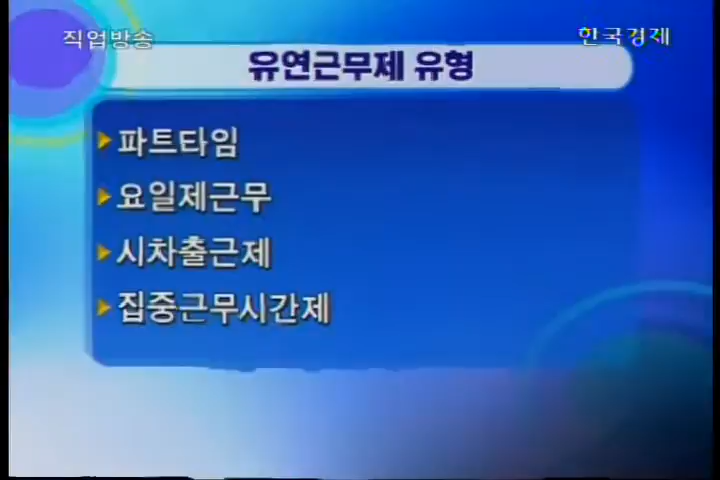 직업방송
한국경제
유연근무제 유형
파트타임
요일제근무
시차출근제
집중근무시간제